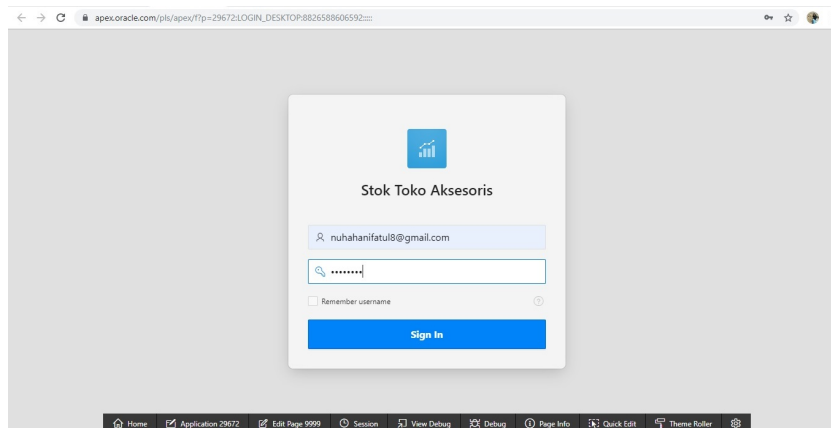 apex.oracle.com/pls/apex/f?p=29672:LOGIN_DESKTOP:8826588606592:::::
Stok Toko Aksesoris
nuhahanifatul8@gmail.com
••••••••
Remember username
Sign In
Home Application 29672 Edit Page 9999 Session View Debug Debug Page Info Quick Edit Theme Roller